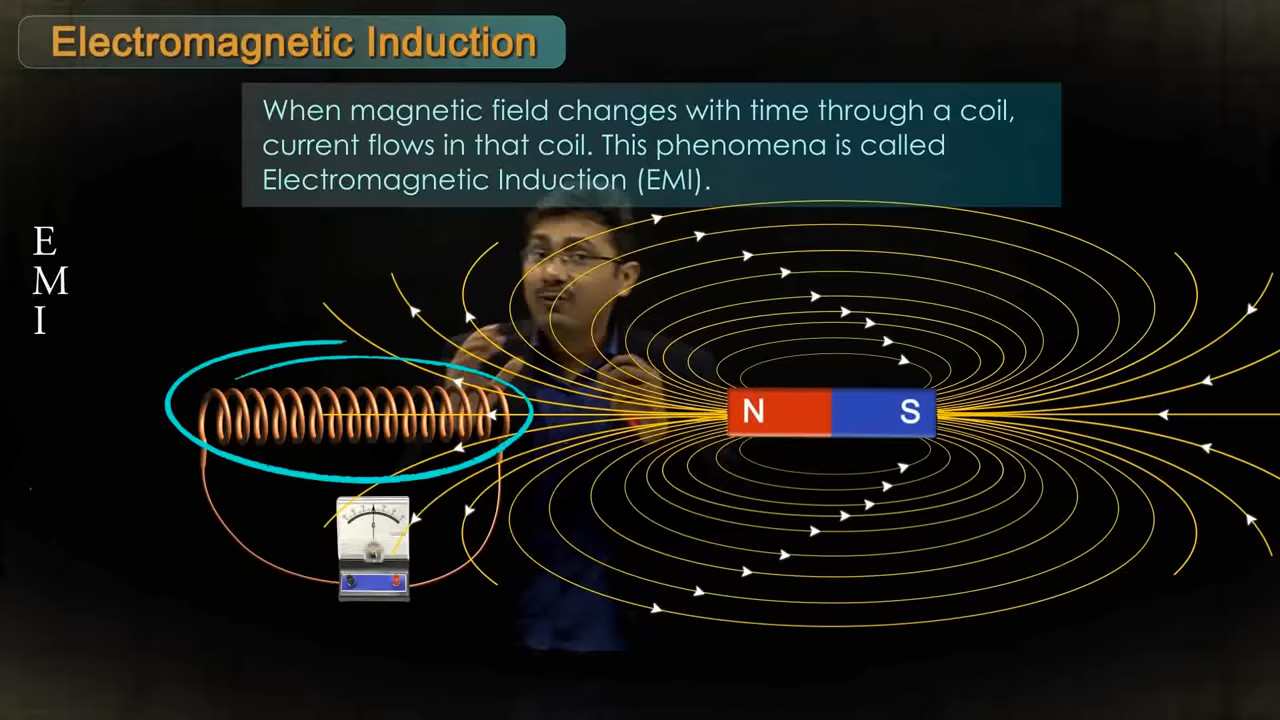 Electromagnetic Induction
When magnetic field changes with time through a coil,
current flows in that coil. This phenomena is called
Electromagnetic Induction (EMI).
E
M
I
N
S
G